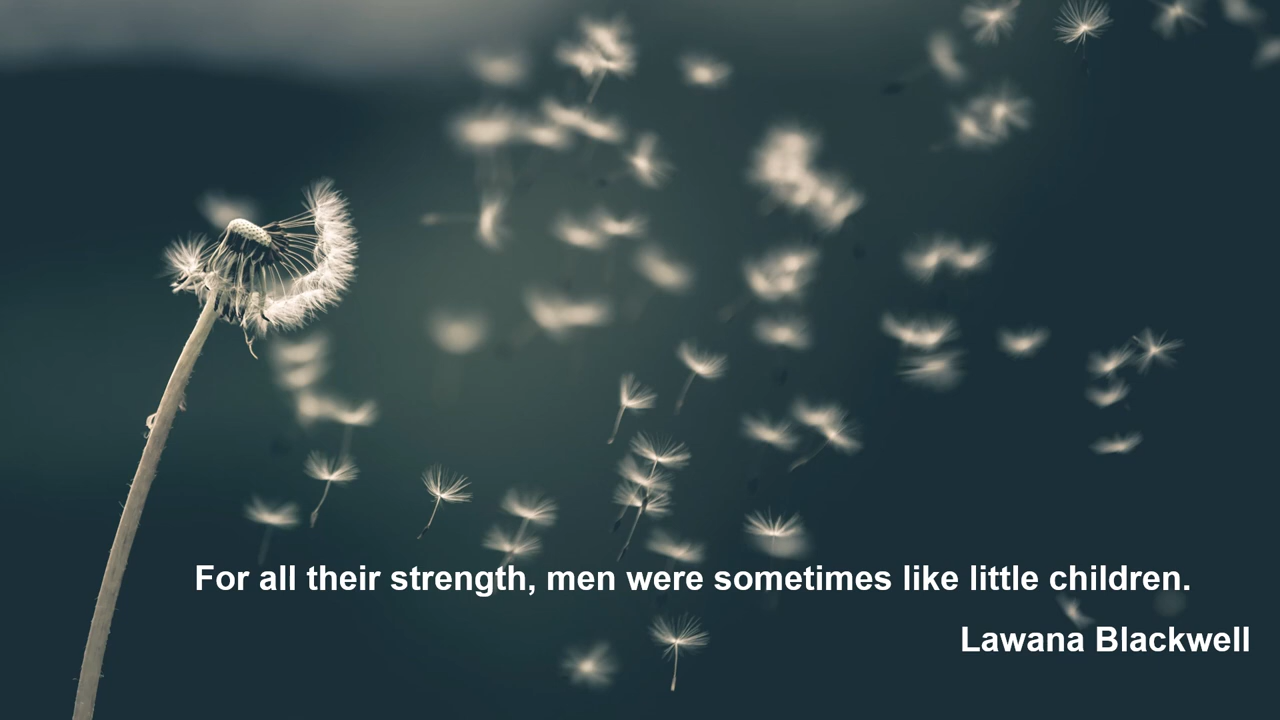 For all their strength, men were sometimes like little children.
Lawana Blackwell